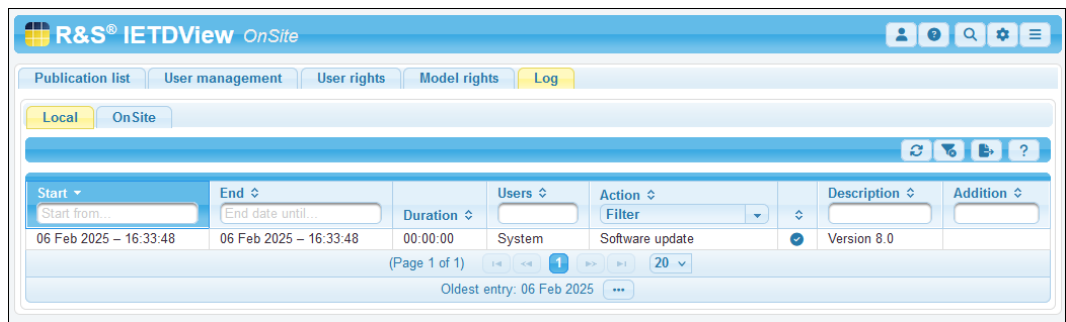 R&S® IETDView OnSite
Publication list User management User rights Model rights Log
Local OnSite
?
Start End Duration Users Action Description Addition
Start from... End date until... Filter
06 Feb 2025 – 16:33:48 06 Feb 2025 – 16:33:48 00:00:00 System Software update Version 8.0
(Page 1 of 1) 1 20
Oldest entry: 06 Feb 2025 ...